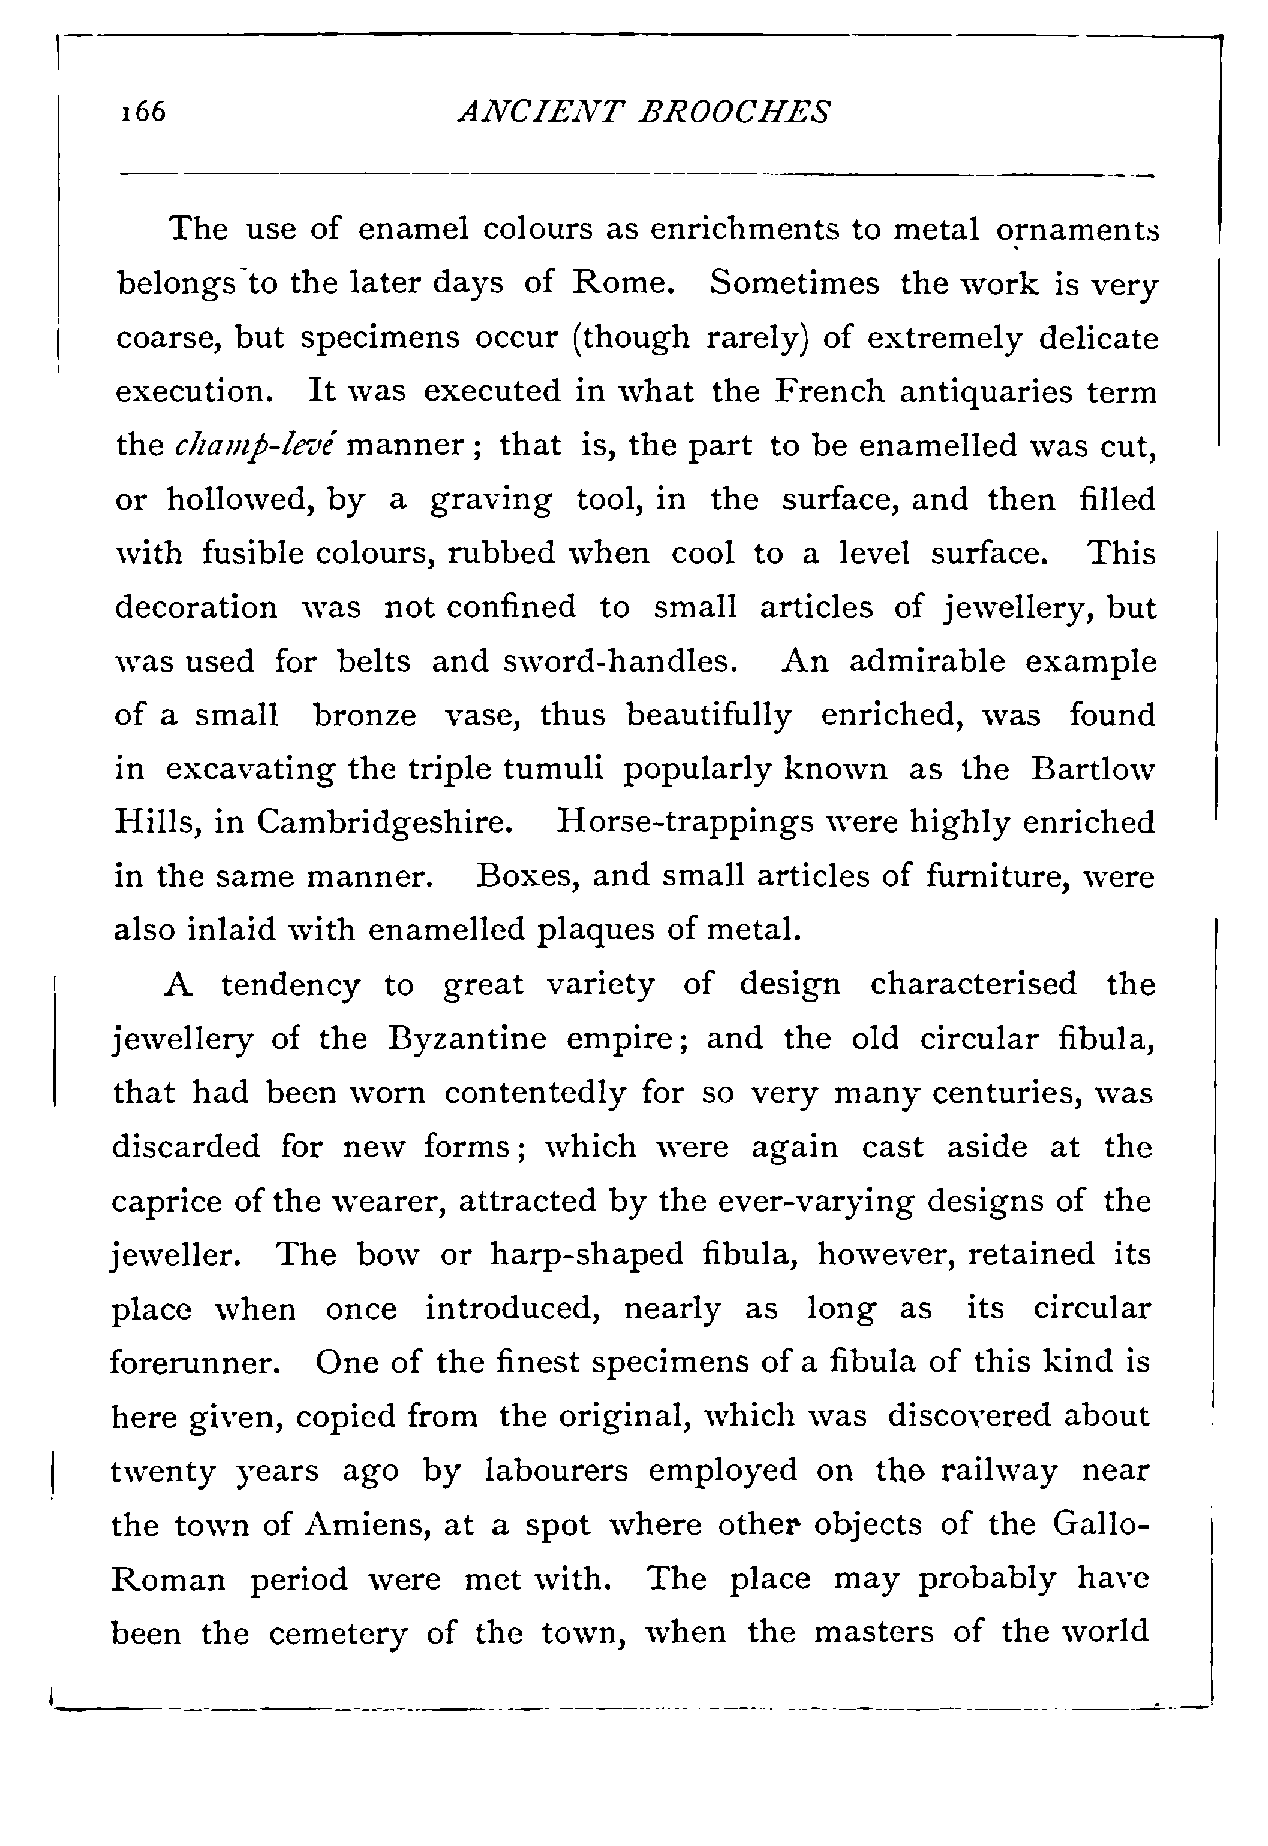 166 ANCIENT BROOCHES
The use of enamel colours as enrichments to metal ornaments
belongs to the later days of Rome. Sometimes the work is very
coarse, but specimens occur (though rarely) of extremely delicate
execution. It was executed in what the French antiquaries term
the champ-levé manner; that is, the part to be enamelled was cut,
or hollowed, by a graving tool, in the surface, and then filled
with fusible colours, rubbed when cool to a level surface. This
decoration was not confined to small articles of jewellery, but
was used for belts and sword-handles. An admirable example
of a small bronze vase, thus beautifully enriched, was found
in excavating the triple tumuli popularly known as the Bartlow
Hills, in Cambridgeshire. Horse-trappings were highly enriched
in the same manner. Boxes, and small articles of furniture, were
also inlaid with enamelled plaques of metal.
A tendency to great variety of design characterised the
jewellery of the Byzantine empire; and the old circular fibula,
that had been worn contentedly for so very many centuries, was
discarded for new forms; which were again cast aside at the
caprice of the wearer, attracted by the ever-varying designs of the
jeweller. The bow or harp-shaped fibula, however, retained its
place when once introduced, nearly as long as its circular
forerunner. One of the finest specimens of a fibula of this kind is
here given, copied from the original, which was discovered about
twenty years ago by labourers employed on the railway near
the town of Amiens, at a spot where other objects of the Gallo-
Roman period were met with. The place may probably have
been the cemetery of the town, when the masters of the world